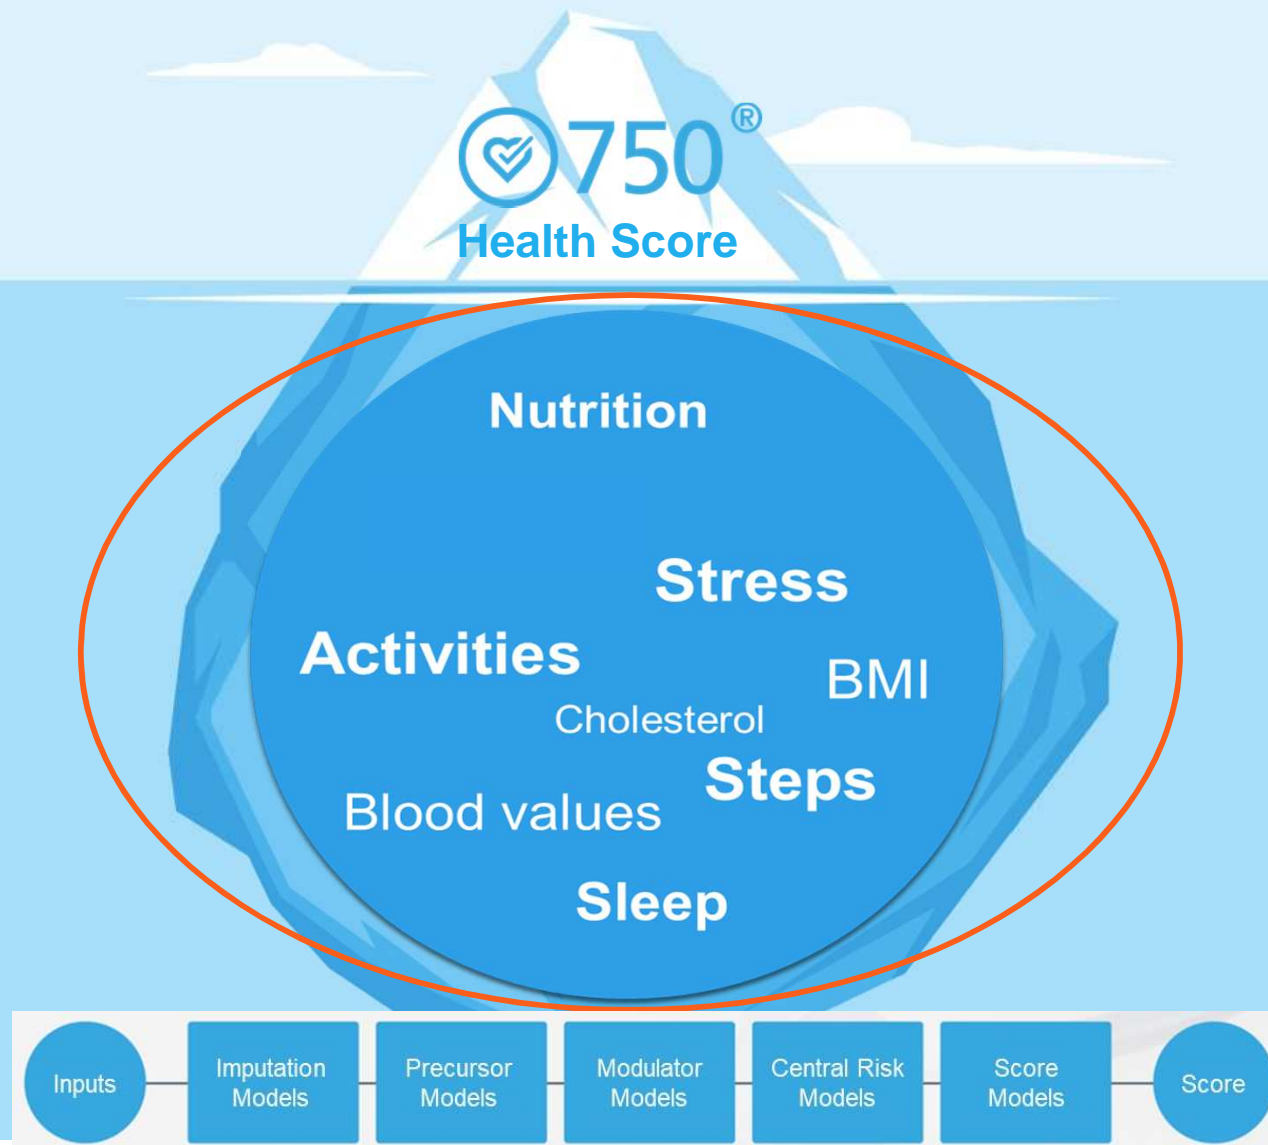 750®
Health Score
Nutrition
Stress
Activities
BMI
Cholesterol
Steps
Blood values
Sleep
Inputs
Imputation
Models
Precursor
Models
Modulator
Models
Central Risk
Models
Score
Models
Score